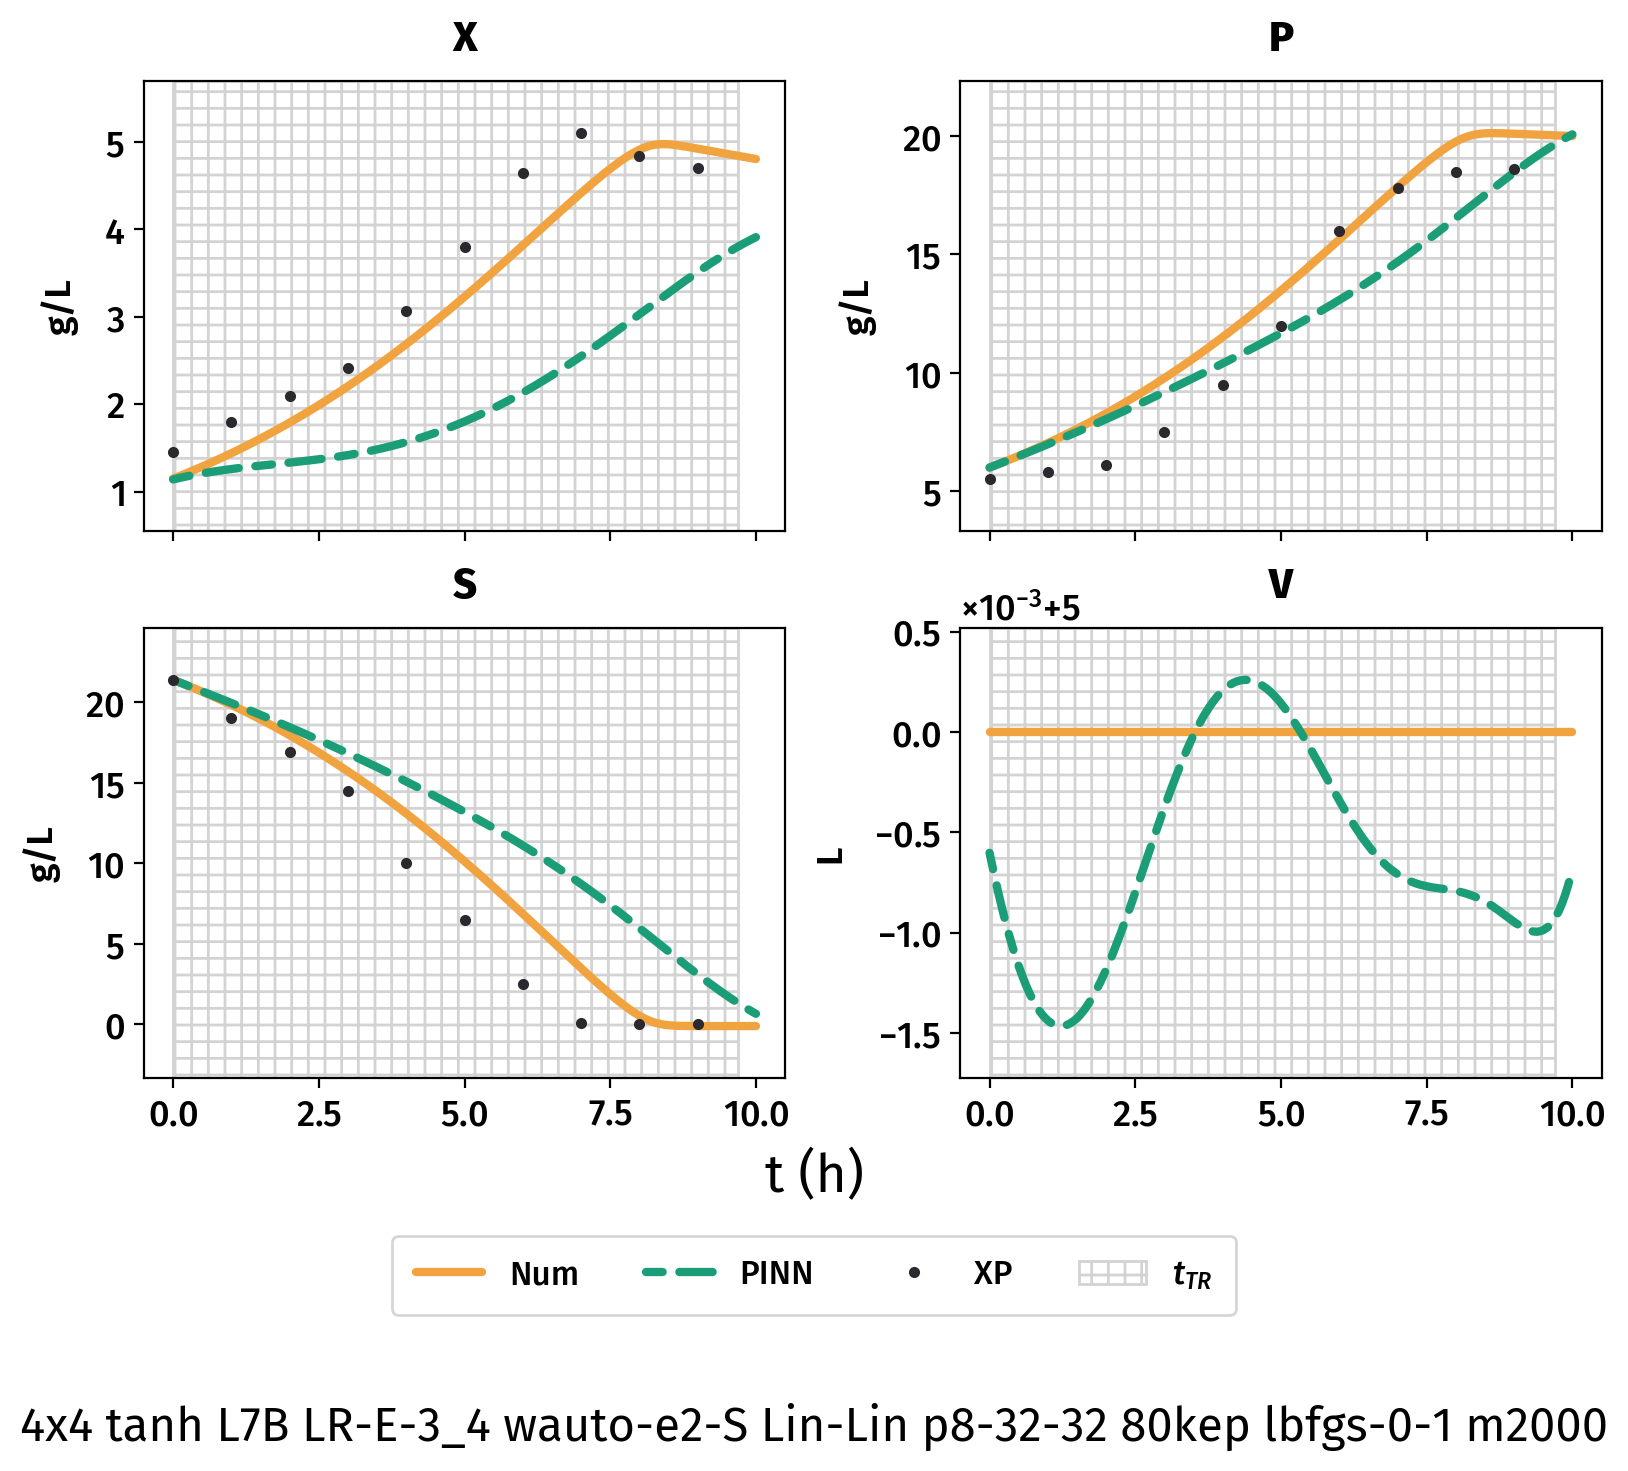 X
P
5
4
3
2
1
g/L
20
15
10
5
g/L
S
V
×10⁻³+5
20
15
10
5
0
g/L
0.5
0.0
−0.5
−1.0
−1.5
L
0.0 2.5 5.0 7.5 10.0
0.0 2.5 5.0 7.5 10.0
t (h)
Num PINN XP t_TR
4x4 tanh L7B LR-E-3_4 wauto-e2-S Lin-Lin p8-32-32 80kep lbfgs-0-1 m2000